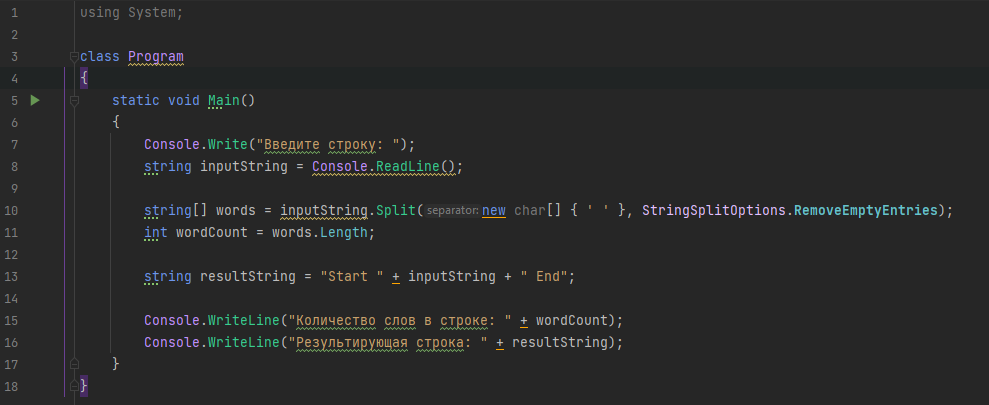 1 using System;
2
3 class Program
4 {
5 static void Main()
6 {
7 Console.Write("Введите строку: ");
8 string inputString = Console.ReadLine();
9
10 string[] words = inputString.Split(separator: new char[] { ' ' }, StringSplitOptions.RemoveEmptyEntries);
11 int wordCount = words.Length;
12
13 string resultString = "Start " + inputString + " End";
14
15 Console.WriteLine("Количество слов в строке: " + wordCount);
16 Console.WriteLine("Результирующая строка: " + resultString);
17 }
18 }